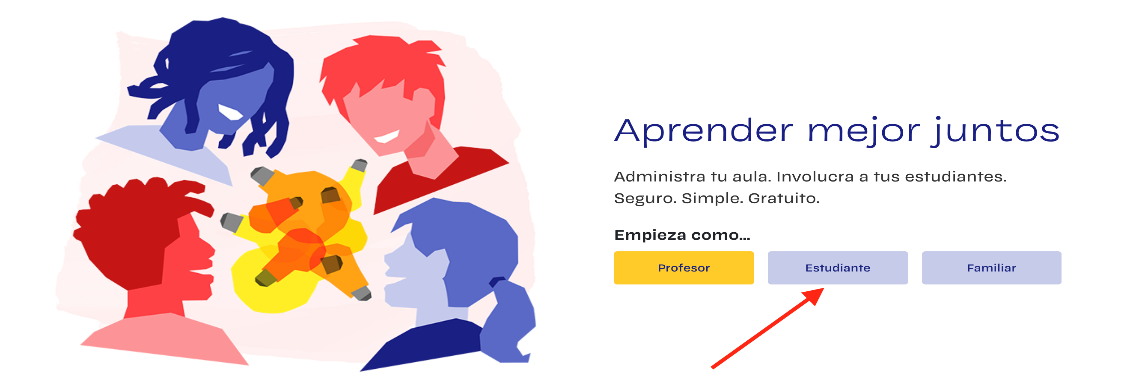 Aprender mejor juntos
Administra tu aula. Involucra a tus estudiantes.
Seguro. Simple. Gratuito.
Empieza como...
Profesor
Estudiante
Familiar